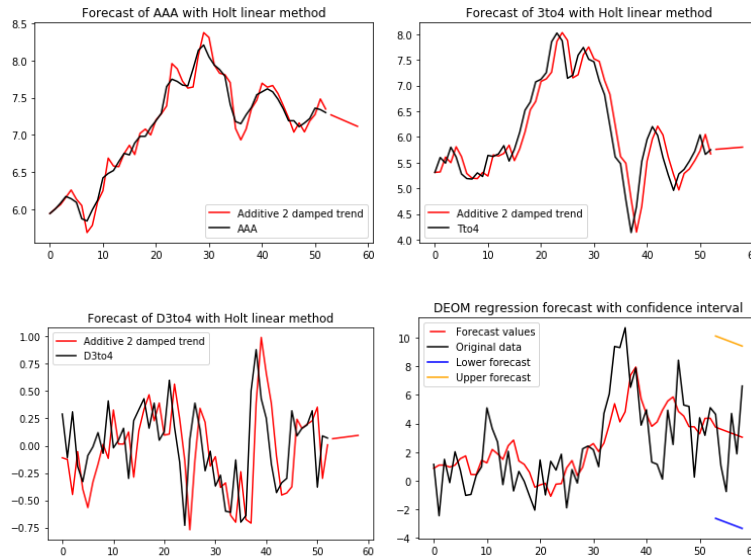 Forecast of AAA with Holt linear method
8.5
8.0
7.5
7.0
6.5
6.0
Additive 2 damped trend
AAA
0 10 20 30 40 50 60
Forecast of 3to4 with Holt linear method
8.0
7.5
7.0
6.5
6.0
5.5
5.0
4.5
4.0
Additive 2 damped trend
Tto4
0 10 20 30 40 50 60
Forecast of D3to4 with Holt linear method
1.00
0.75
0.50
0.25
0.00
−0.25
−0.50
−0.75
Additive 2 damped trend
D3to4
0 10 20 30 40 50 60
DEOM regression forecast with confidence interval
10
8
6
4
2
0
−2
−4
Forecast values
Original data
Lower forecast
Upper forecast
0 10 20 30 40 50 60